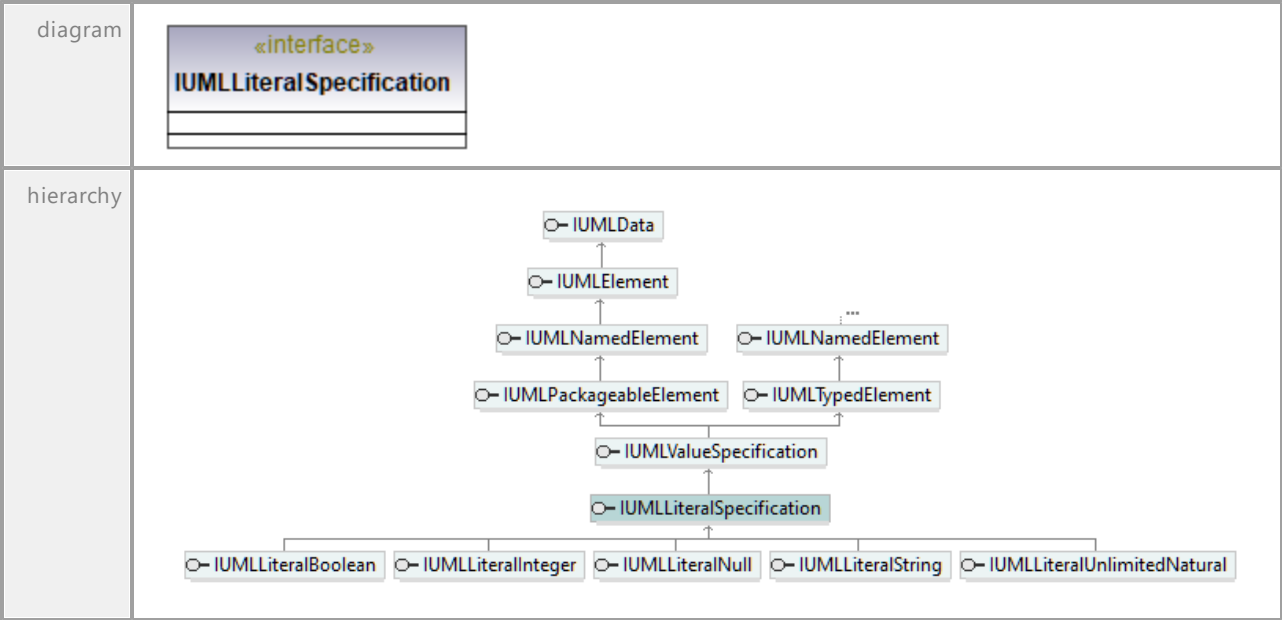 diagram
«interface»
IUMLLiteralSpecification
hierarchy
IUMLData
IUMLElement
...
IUMLNamedElement IUMLNamedElement
IUMLPackageableElement IUMLTypedElement
IUMLValueSpecification
IUMLLiteralSpecification
IUMLLiteralBoolean IUMLLiteralInteger IUMLLiteralNull IUMLLiteralString IUMLLiteralUnlimitedNatural